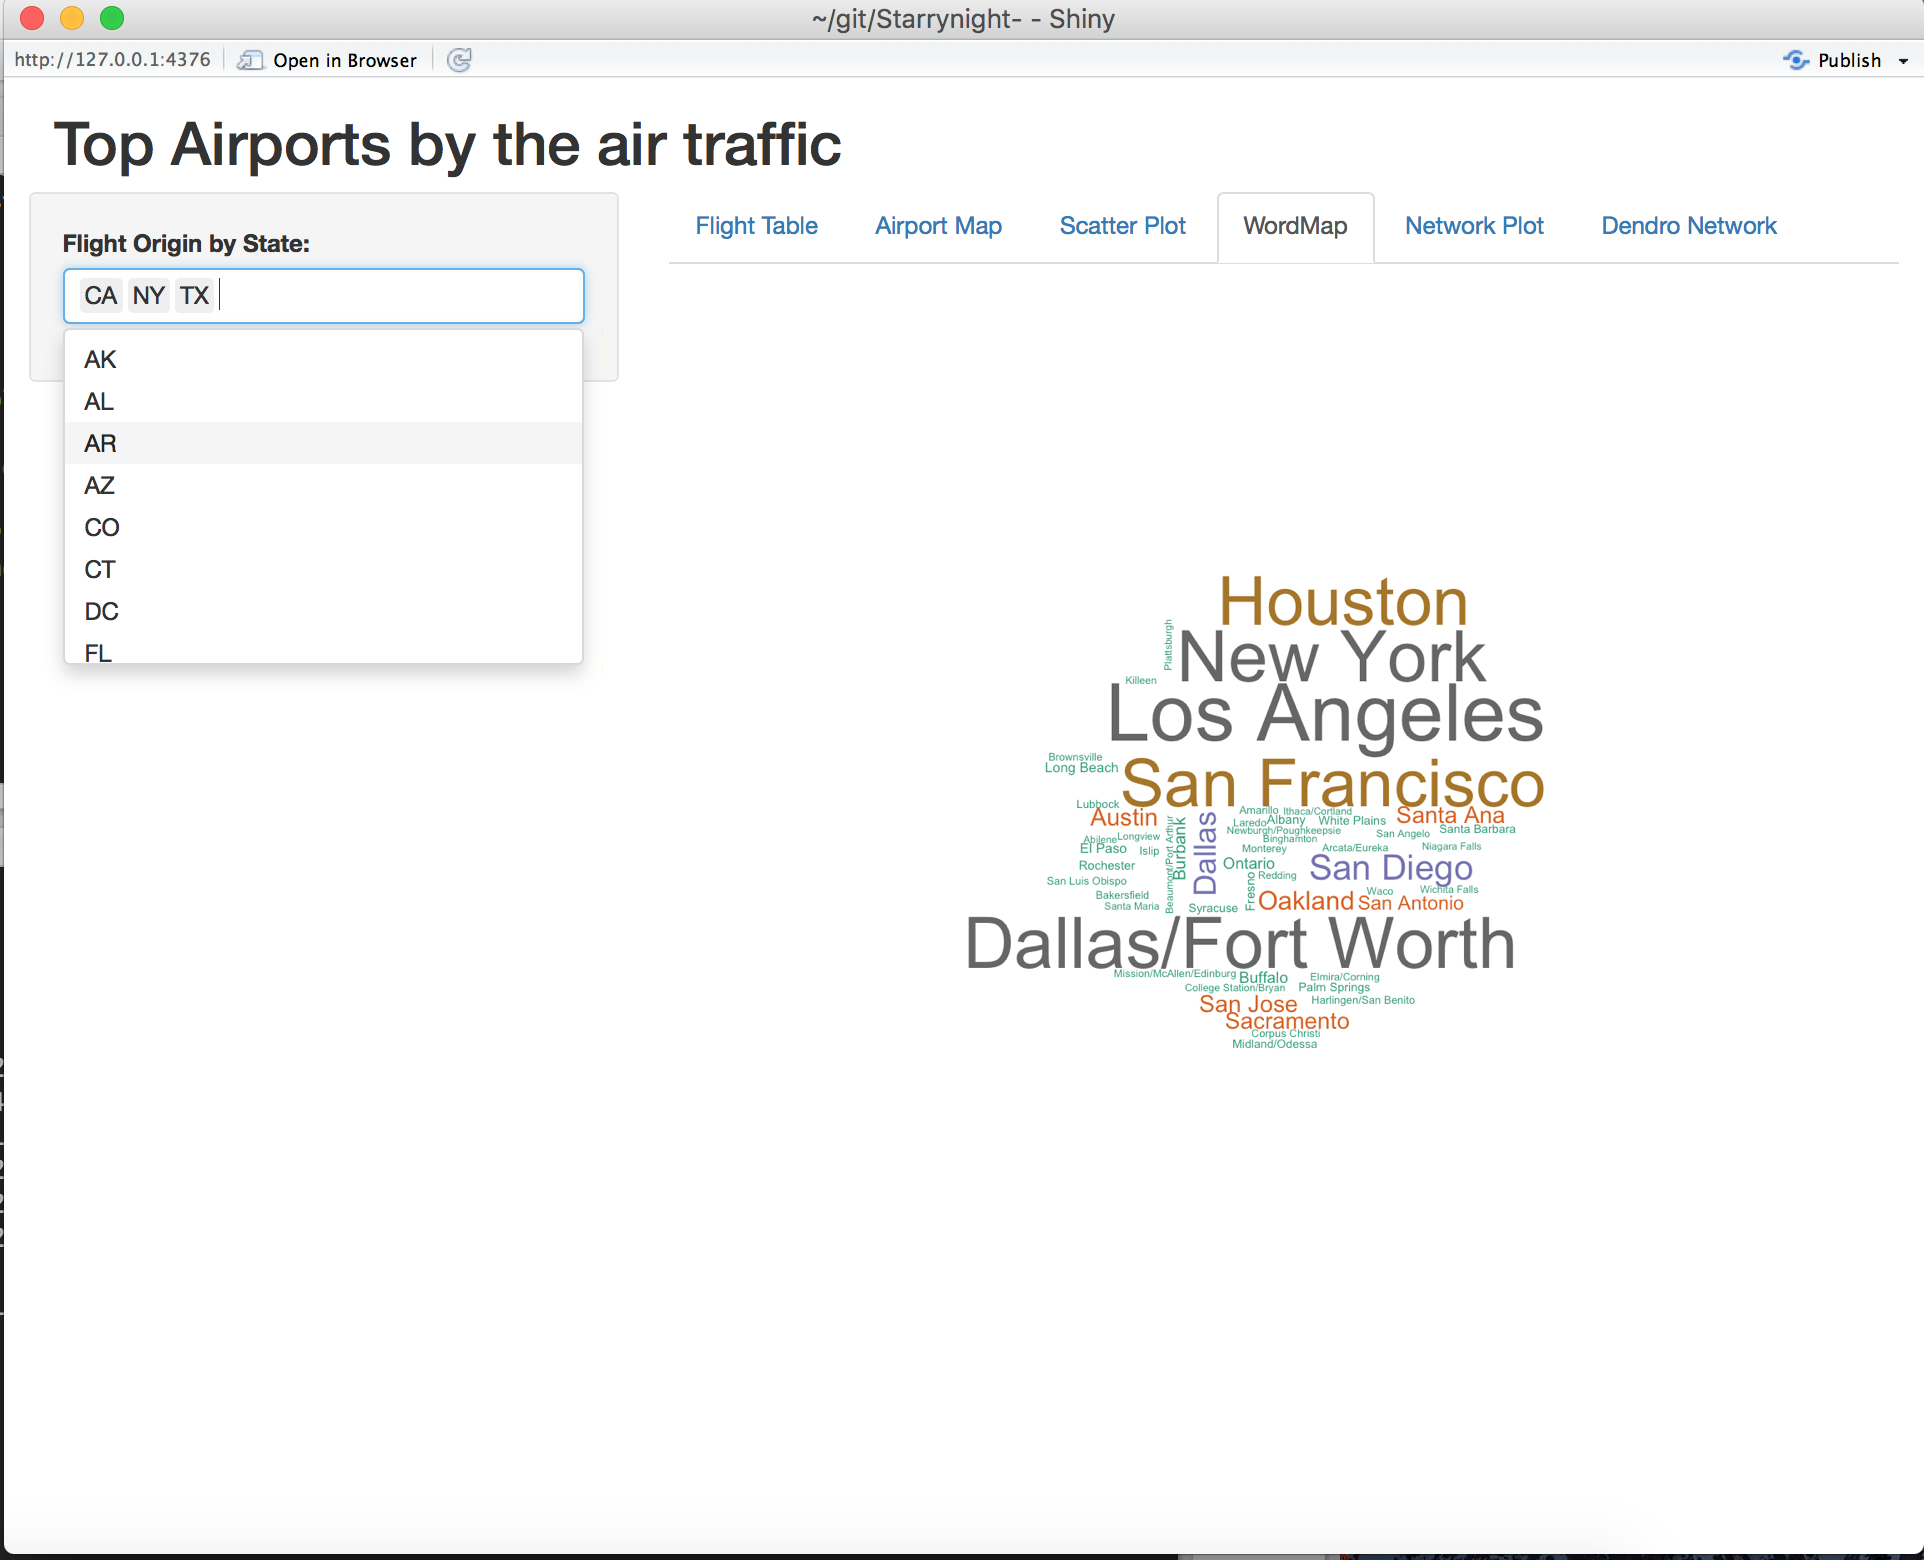 ~/git/Starrynight- - Shiny
http://127.0.0.1:4376
Open in Browser
Publish
Top Airports by the air traffic
Flight Origin by State:
CA NY TX
AK
AL
AR
AZ
CO
CT
DC
FL
Flight Table
Airport Map
Scatter Plot
WordMap
Network Plot
Dendro Network
Houston
Plattsburgh
New York
Killeen
Los Angeles
Brownsville
Long Beach
San Francisco
Lubbock
Austin
Amarillo
Ithaca/Cortland
Santa Ana
Laredo
Albany
White Plains
Newburgh/Poughkeepsie
San Angelo
Santa Barbara
Abilene
Longview
Binghamton
El Paso
Islip
Beaumont/Port Arthur
Burbank
Dallas
Monterey
Arcata/Eureka
Niagara Falls
Rochester
Ontario
San Diego
San Luis Obispo
Redding
Fresno
Bakersfield
Waco
Wichita Falls
Santa Maria
Syracuse
Oakland
San Antonio
Dallas/Fort Worth
Mission/McAllen/Edinburg
Buffalo
Elmira/Corning
College Station/Bryan
Palm Springs
San Jose
Harlingen/San Benito
Sacramento
Corpus Christi
Midland/Odessa